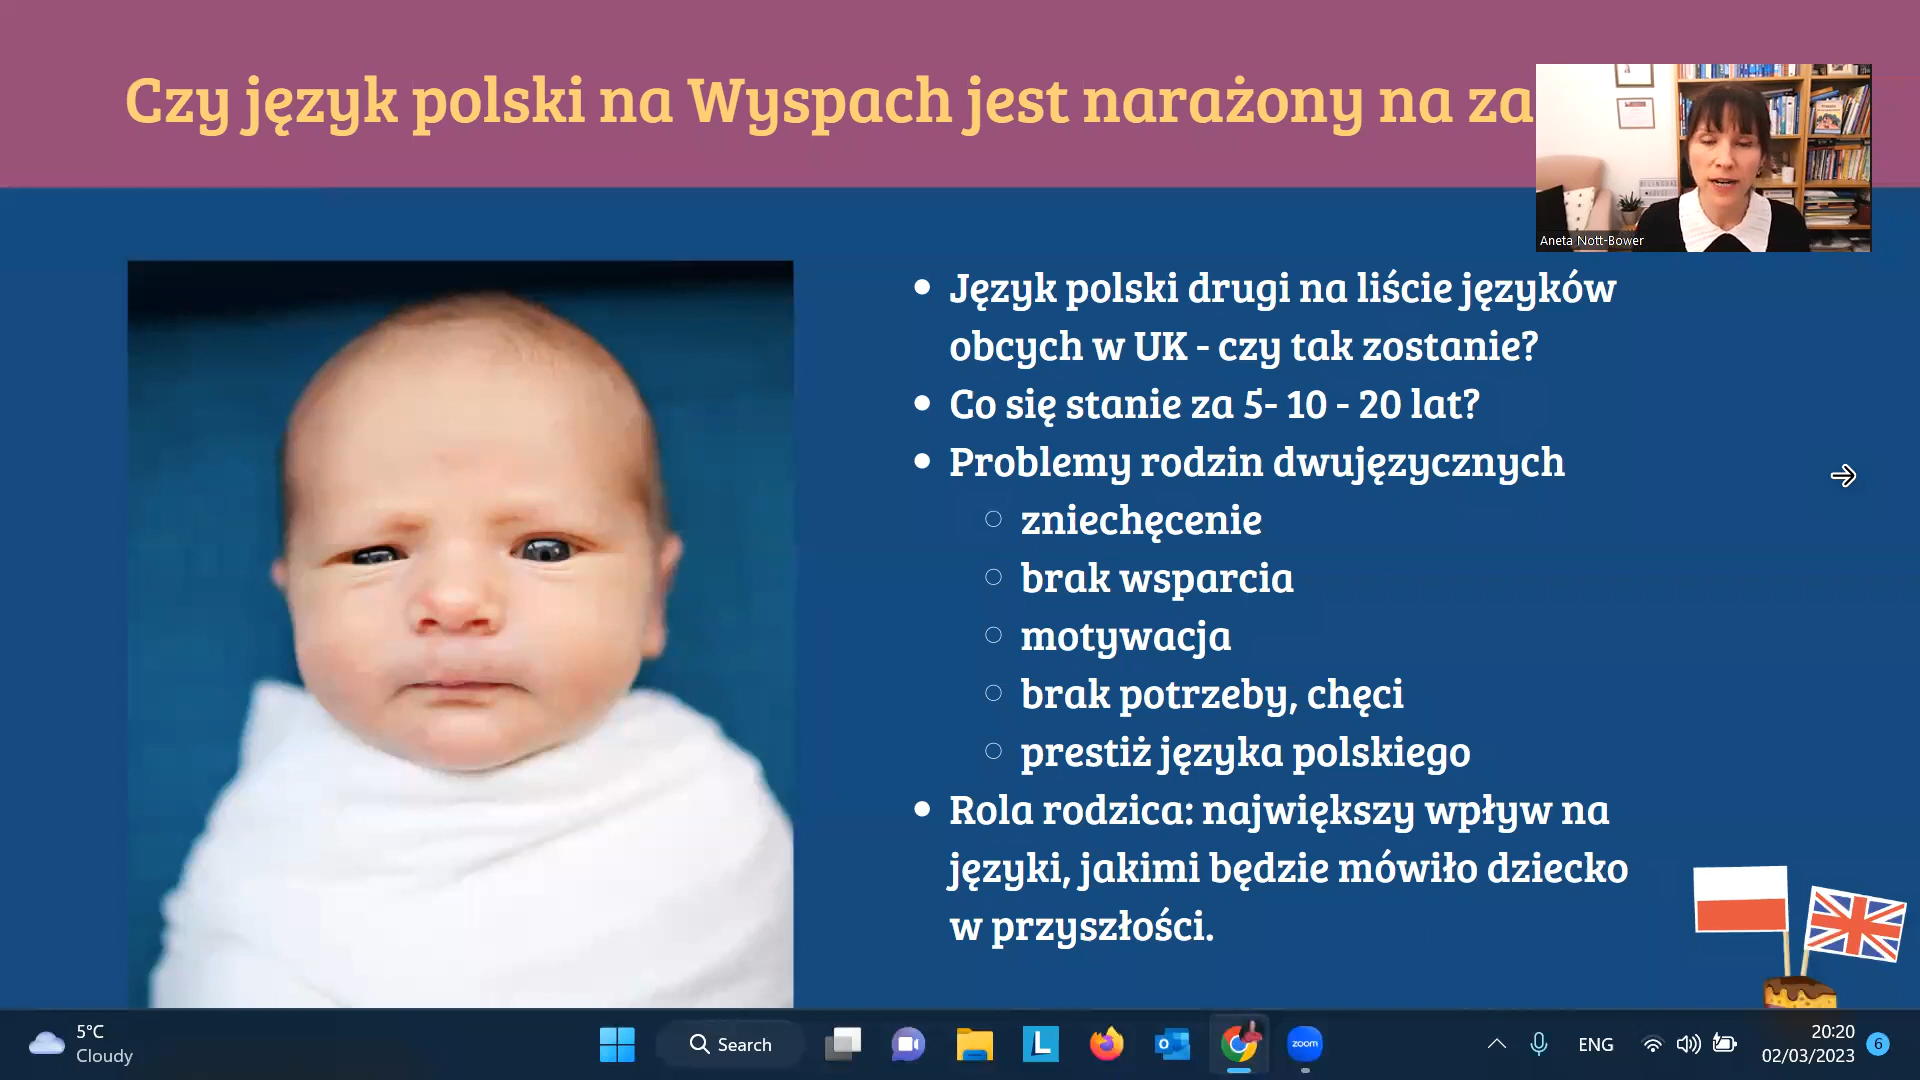 Czy język polski na Wyspach jest narażony na za
Aneta Nott-Bower
Język polski drugi na liście języków
obcych w UK - czy tak zostanie?
Co się stanie za 5- 10 - 20 lat?
Problemy rodzin dwujęzycznych
zniechęcenie
brak wsparcia
motywacja
brak potrzeby, chęci
prestiż języka polskiego
Rola rodzica: największy wpływ na
języki, jakimi będzie mówiło dziecko
w przyszłości.
5°C
Cloudy
Search
L
zoom
ENG
20:20
02/03/2023
6